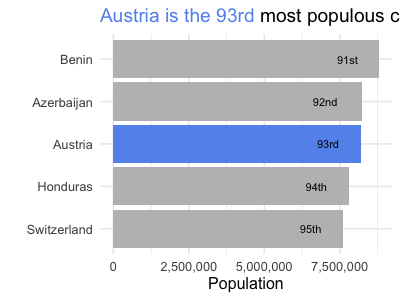 Austria is the 93rd most populous c
Benin 91st
Azerbaijan 92nd
Austria 93rd
Honduras 94th
Switzerland 95th
0 2,500,000 5,000,000 7,500,000
Population